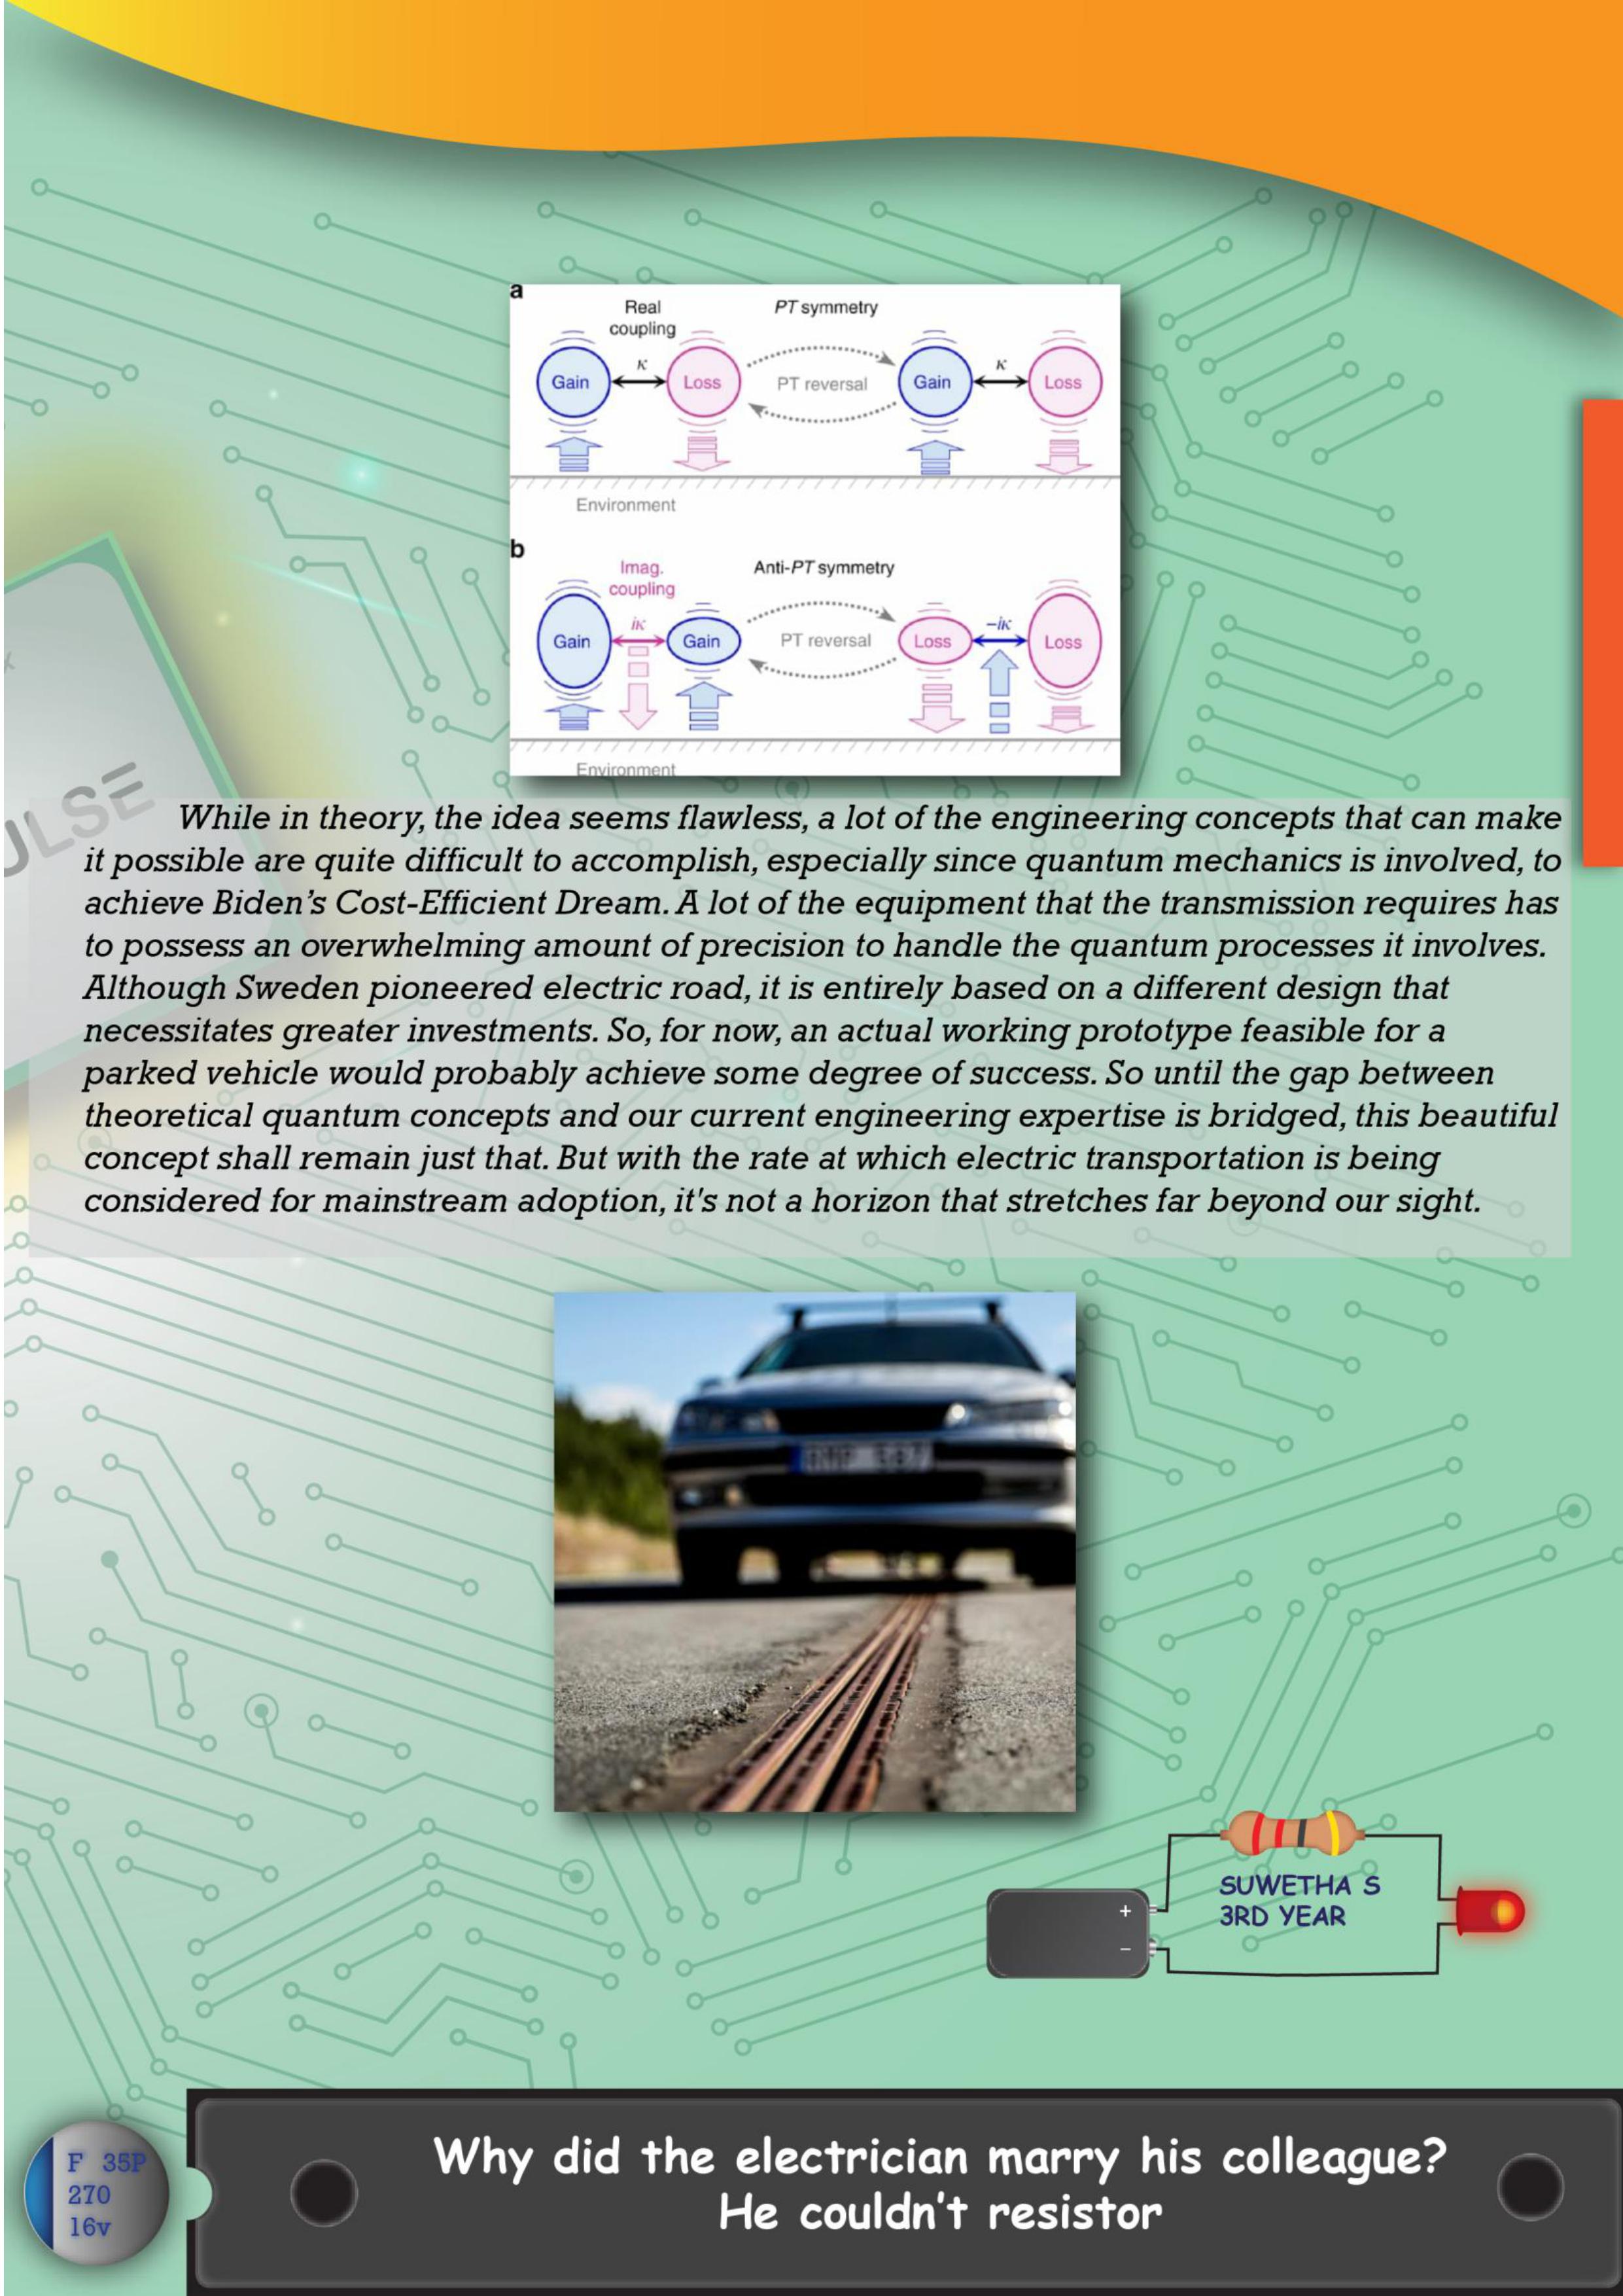 a
Real
coupling
PT symmetry
κ
κ
Gain
Loss
PT reversal
Gain
Loss
Environment
b
Imag.
coupling
Anti-PT symmetry
iκ
−iκ
Gain
Gain
PT reversal
Loss
Loss
Environment
ULSE
While in theory, the idea seems flawless, a lot of the engineering concepts that can make
it possible are quite difficult to accomplish, especially since quantum mechanics is involved, to
achieve Biden's Cost-Efficient Dream. A lot of the equipment that the transmission requires has
to possess an overwhelming amount of precision to handle the quantum processes it involves.
Although Sweden pioneered electric road, it is entirely based on a different design that
necessitates greater investments. So, for now, an actual working prototype feasible for a
parked vehicle would probably achieve some degree of success. So until the gap between
theoretical quantum concepts and our current engineering expertise is bridged, this beautiful
concept shall remain just that. But with the rate at which electric transportation is being
considered for mainstream adoption, it's not a horizon that stretches far beyond our sight.
SUWETHA S
3RD YEAR
+
−
F 35P
270
16v
Why did the electrician marry his colleague?
He couldn't resistor